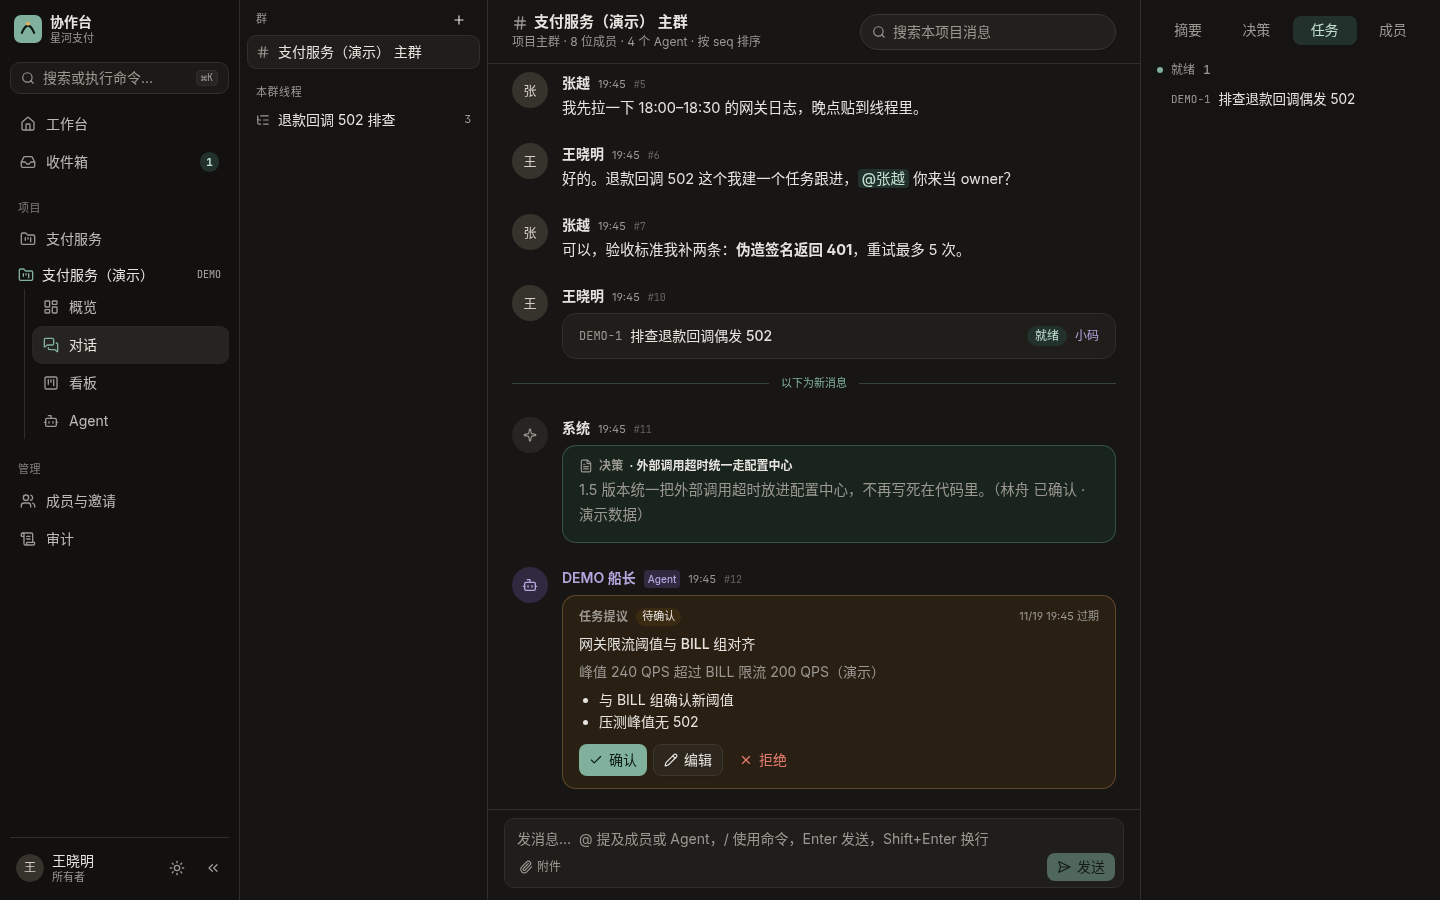 协作台
星河支付
搜索或执行命令... ⌘K
工作台
收件箱 1
项目
支付服务
支付服务（演示） DEMO
概览
对话
看板
Agent
管理
成员与邀请
审计
王 王晓明
所有者
群
支付服务（演示） 主群
本群线程
退款回调 502 排查 3
# 支付服务（演示） 主群
项目主群 · 8 位成员 · 4 个 Agent · 按 seq 排序
搜索本项目消息
张 张越 19:45 #5
我先拉一下 18:00–18:30 的网关日志，晚点贴到线程里。
王 王晓明 19:45 #6
好的。退款回调 502 这个我建一个任务跟进，@张越 你来当 owner？
张 张越 19:45 #7
可以，验收标准我补两条：伪造签名返回 401，重试最多 5 次。
王 王晓明 19:45 #10
DEMO-1 排查退款回调偶发 502 就绪 小码
以下为新消息
系统 19:45 #11
决策 · 外部调用超时统一走配置中心
1.5 版本统一把外部调用超时放进配置中心，不再写死在代码里。（林舟 已确认 ·
演示数据）
DEMO 船长 Agent 19:45 #12
任务提议 待确认 11/19 19:45 过期
网关限流阈值与 BILL 组对齐
峰值 240 QPS 超过 BILL 限流 200 QPS（演示）
• 与 BILL 组确认新阈值
• 压测峰值无 502
确认 编辑 拒绝
发消息... @ 提及成员或 Agent，/ 使用命令，Enter 发送，Shift+Enter 换行
附件 发送
摘要 决策 任务 成员
就绪 1
DEMO-1 排查退款回调偶发 502